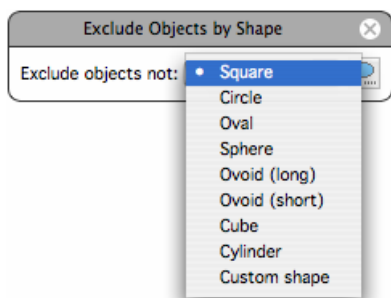 Exclude Objects by Shape
Exclude objects not:
Square
Circle
Oval
Sphere
Ovoid (long)
Ovoid (short)
Cube
Cylinder
Custom shape